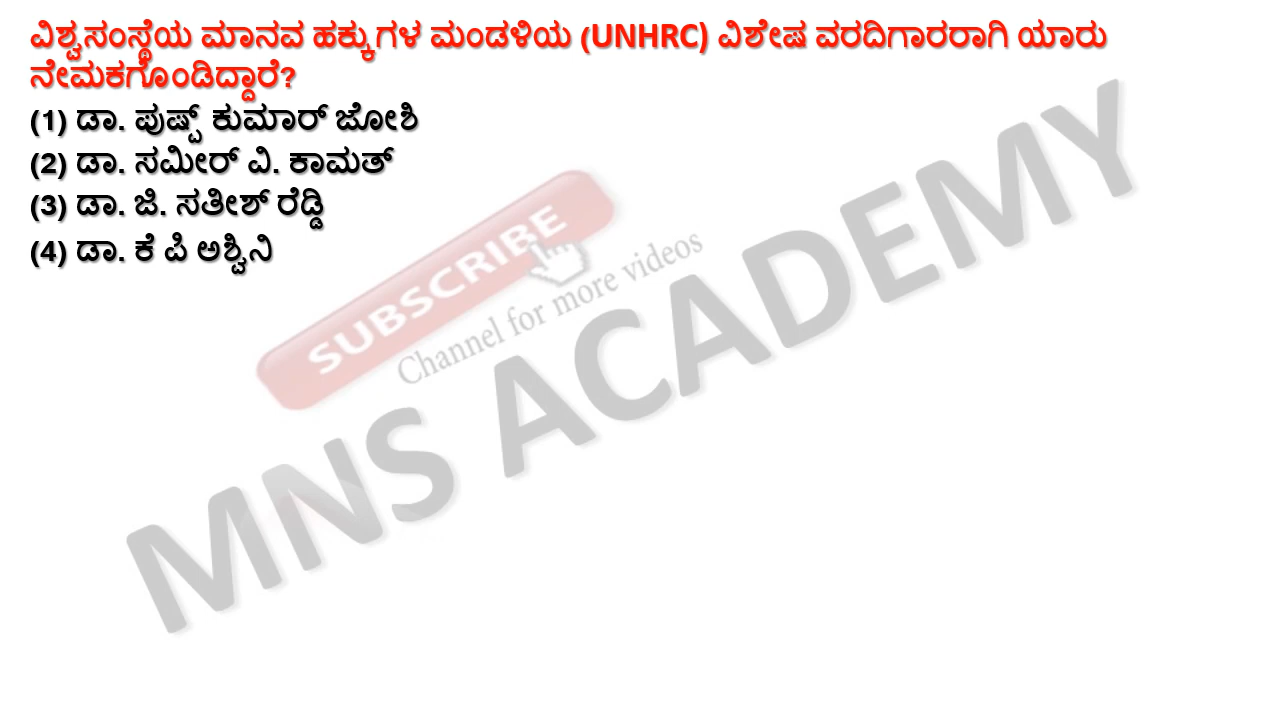 ವಿಶ್ವಸಂಸ್ಥೆಯ ಮಾನವ ಹಕ್ಕುಗಳ ಮಂಡಳಿಯ (UNHRC) ವಿಶೇಷ ವರದಿಗಾರರಾಗಿ ಯಾರು
ನೇಮಕಗೊಂಡಿದ್ದಾರೆ?
(1) ಡಾ. ಪುಷ್ಪ್ ಕುಮಾರ್ ಜೋಶಿ
(2) ಡಾ. ಸಮೀರ್ ವಿ. ಕಾಮತ್
(3) ಡಾ. ಜಿ. ಸತೀಶ್ ರೆಡ್ಡಿ
(4) ಡಾ. ಕೆ ಪಿ ಅಶ್ವಿನಿ
SUBSCRIBE
Channel for more videos
MNS ACADEMY